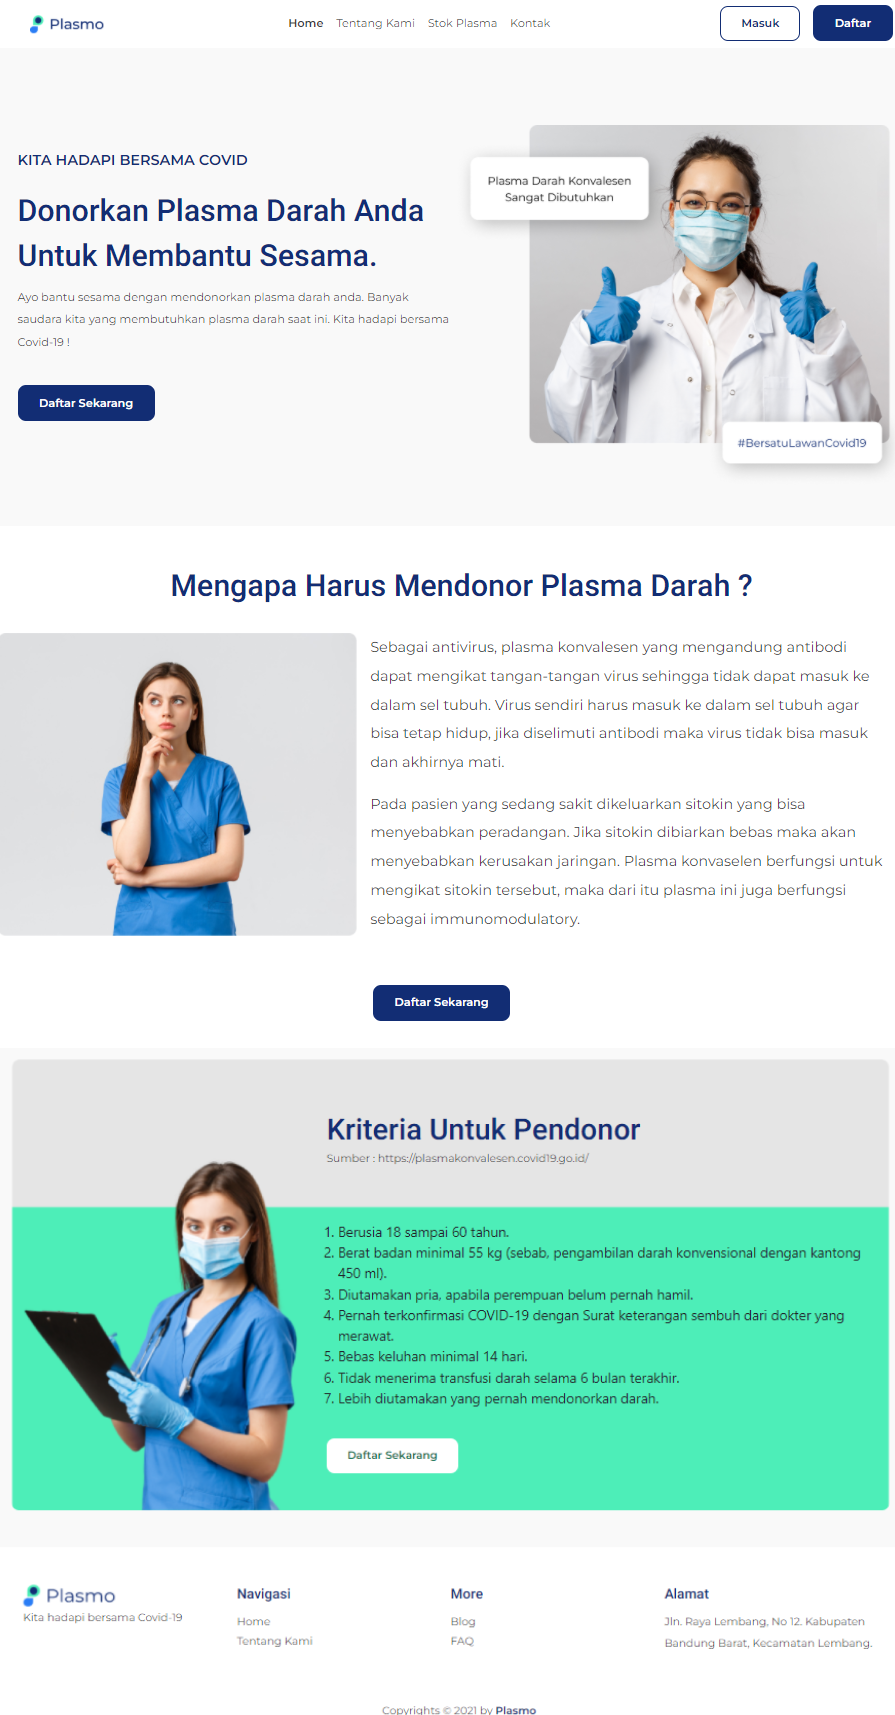 Plasmo
Home Tentang Kami Stok Plasma Kontak
Masuk Daftar
KITA HADAPI BERSAMA COVID
Donorkan Plasma Darah Anda
Untuk Membantu Sesama.
Ayo bantu sesama dengan mendonorkan plasma darah anda. Banyak
saudara kita yang membutuhkan plasma darah saat ini. Kita hadapi bersama
Covid-19 !
Daftar Sekarang
Plasma Darah Konvalesen
Sangat Dibutuhkan
#BersatuLawanCovid19
Mengapa Harus Mendonor Plasma Darah ?
Sebagai antivirus, plasma konvalesen yang mengandung antibodi
dapat mengikat tangan-tangan virus sehingga tidak dapat masuk ke
dalam sel tubuh. Virus sendiri harus masuk ke dalam sel tubuh agar
bisa tetap hidup, jika diselimuti antibodi maka virus tidak bisa masuk
dan akhirnya mati.
Pada pasien yang sedang sakit dikeluarkan sitokin yang bisa
menyebabkan peradangan. Jika sitokin dibiarkan bebas maka akan
menyebabkan kerusakan jaringan. Plasma konvaselen berfungsi untuk
mengikat sitokin tersebut, maka dari itu plasma ini juga berfungsi
sebagai immunomodulatory.
Daftar Sekarang
Kriteria Untuk Pendonor
Sumber : https://plasmakonvalesen.covid19.go.id/
1. Berusia 18 sampai 60 tahun.
2. Berat badan minimal 55 kg (sebab, pengambilan darah konvensional dengan kantong
450 ml).
3. Diutamakan pria, apabila perempuan belum pernah hamil.
4. Pernah terkonfirmasi COVID-19 dengan Surat keterangan sembuh dari dokter yang
merawat.
5. Bebas keluhan minimal 14 hari.
6. Tidak menerima transfusi darah selama 6 bulan terakhir.
7. Lebih diutamakan yang pernah mendonorkan darah.
Daftar Sekarang
Plasmo
Kita hadapi bersama Covid-19
Navigasi
Home
Tentang Kami
More
Blog
FAQ
Alamat
Jln. Raya Lembang, No 12. Kabupaten
Bandung Barat, Kecamatan Lembang.
Copyrights © 2021 by Plasmo